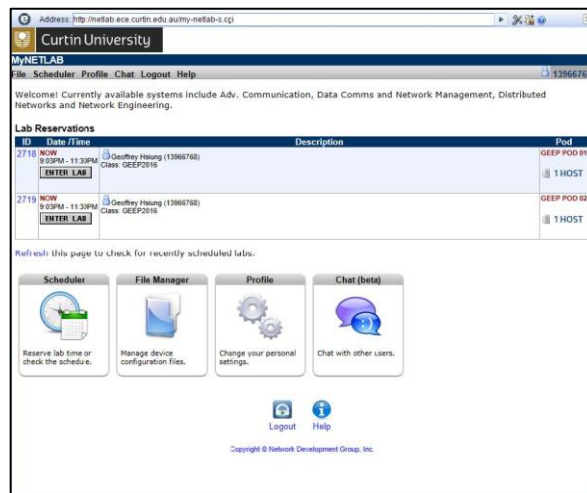 Address: http://netlab.ece.curtin.edu.au/my-netlab-s.cgi
Curtin University
MyNETLAB
File Scheduler Profile Chat Logout Help
1396676
Welcome! Currently available systems include Adv. Communication, Data Comms and Network Management, Distributed
Networks and Network Engineering.
Lab Reservations
ID Date /Time Description Pod
2718 NOW Geoffrey Hsiung (13966768) GEEP POD 01
9:03PM - 11:30PM Class: GEEP2016
ENTER LAB 1 HOST
2719 NOW Geoffrey Hsiung (13966768) GEEP POD 02
9:03PM - 11:30PM Class: GEEP2016
ENTER LAB 1 HOST
Refresh this page to check for recently scheduled labs.
Scheduler File Manager Profile Chat (beta)
Reserve lab time or Manage device Change your personal Chat with other users.
check the schedule. configuration files. settings.
Logout Help
Copyright © Network Development Group, Inc.